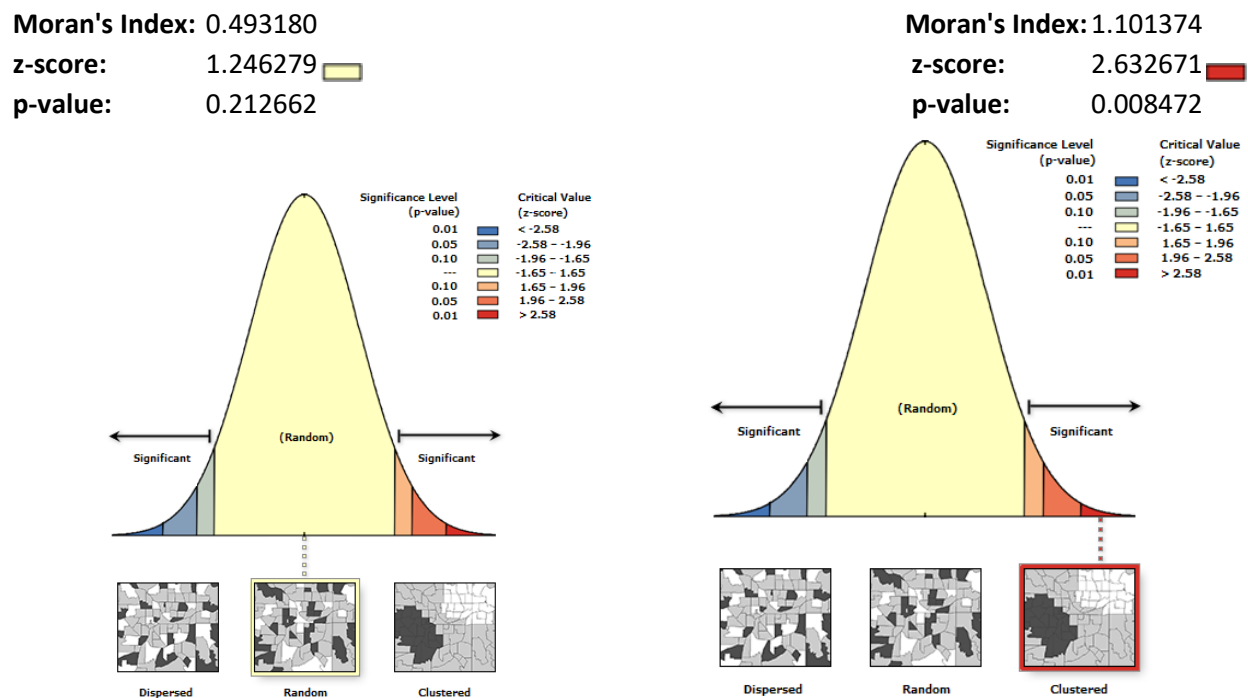 Moran's Index: 0.493180
z-score: 1.246279
p-value: 0.212662
Significance Level (p-value)
Critical Value (z-score)
0.01 < -2.58
0.05 -2.58 – -1.96
0.10 -1.96 – -1.65
--- -1.65 - 1.65
0.10 1.65 – 1.96
0.05 1.96 – 2.58
0.01 > 2.58
(Random)
Significant
Significant
Dispersed
Random
Clustered
Moran's Index: 1.101374
z-score: 2.632671
p-value: 0.008472
Significance Level (p-value)
Critical Value (z-score)
0.01 < -2.58
0.05 -2.58 – -1.96
0.10 -1.96 – -1.65
--- -1.65 – 1.65
0.10 1.65 – 1.96
0.05 1.96 – 2.58
0.01 > 2.58
(Random)
Significant
Significant
Dispersed
Random
Clustered